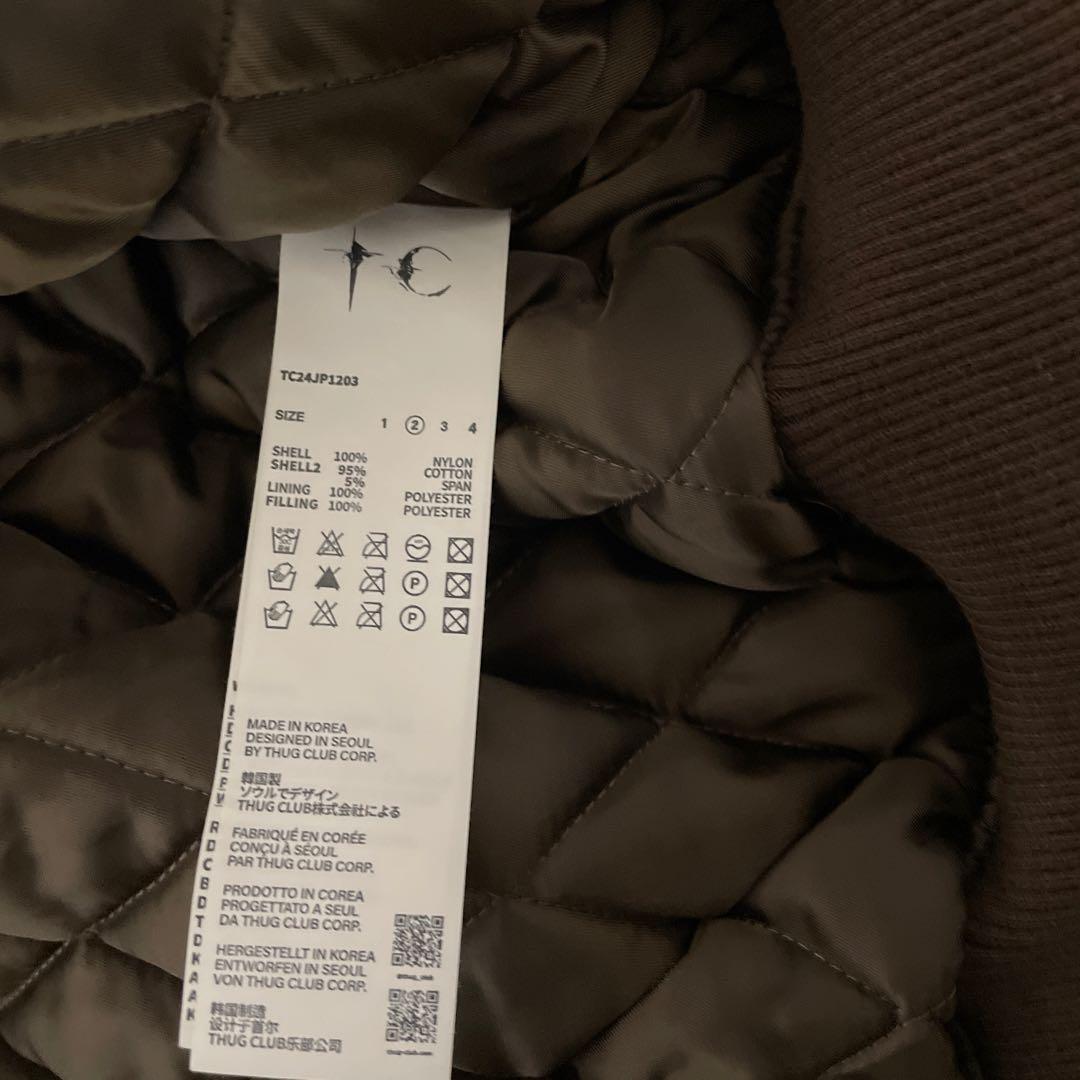 TC
TC24JP1203
SIZE 1 2 3 4
SHELL 100% NYLON
SHELL2 95% COTTON
5% SPAN
LINING 100% POLYESTER
FILLING 100% POLYESTER
P
P
MADE IN KOREA
DESIGNED IN SEOUL
BY THUG CLUB CORP.
韓国製
ソウルでデザイン
THUG CLUB株式会社による
FABRIQUÉ EN CORÉE
CONÇU À SÉOUL
PAR THUG CLUB CORP.
PRODOTTO IN COREA
PROGETTATO A SEUL
DA THUG CLUB CORP.
HERGESTELLT IN KOREA
ENTWORFEN IN SEOUL
VON THUG CLUB CORP.
韩国制造
设计于首尔
THUG CLUB乐部公司
@thug_club
thug-club.com